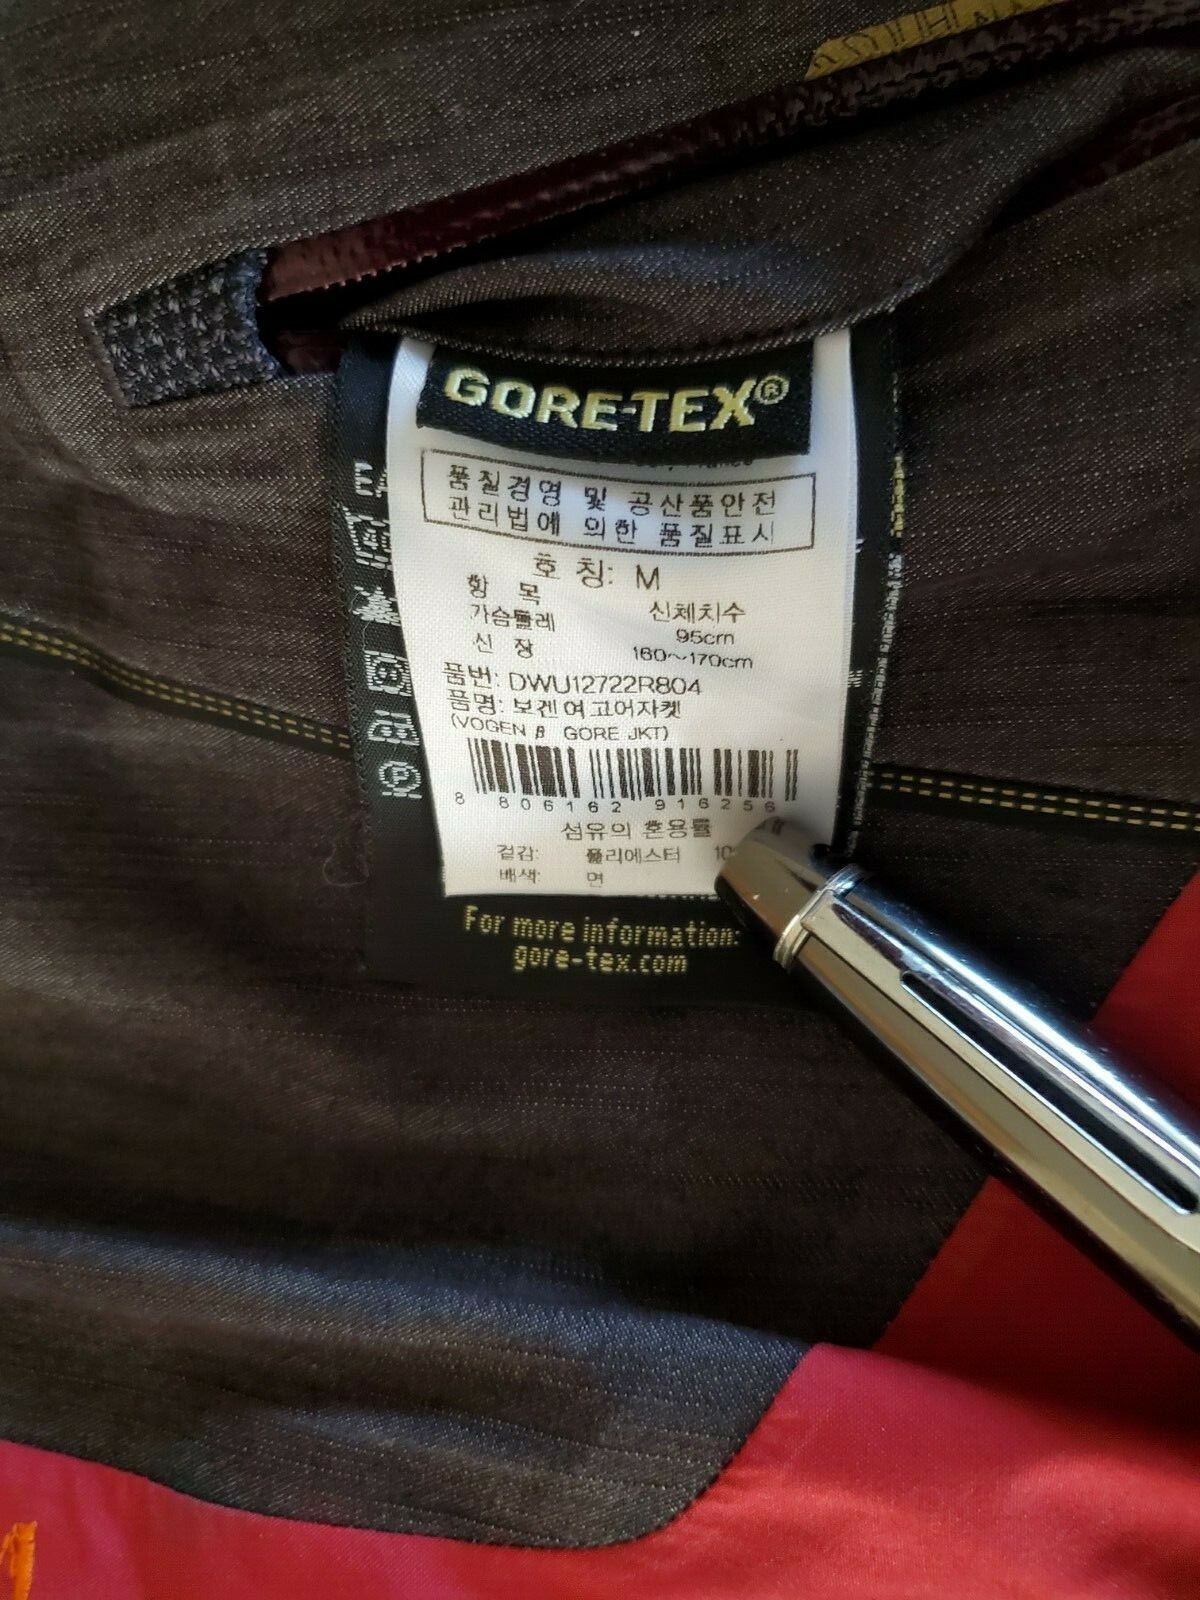 GORE-TEX®
품질경영 및 공산품안전
관리법에 의한 품질표시
호 칭: M
항 목 신체치수
가슴둘레 95cm
신 장 160~170cm
품번: DWU12722R804
품명: 보겐여고어자켓
(VOGEN β GORE JKT)
8 806162 916256
섬유의 혼용률
겉감: 폴리에스터
배색: 면
For more information:
gore-tex.com